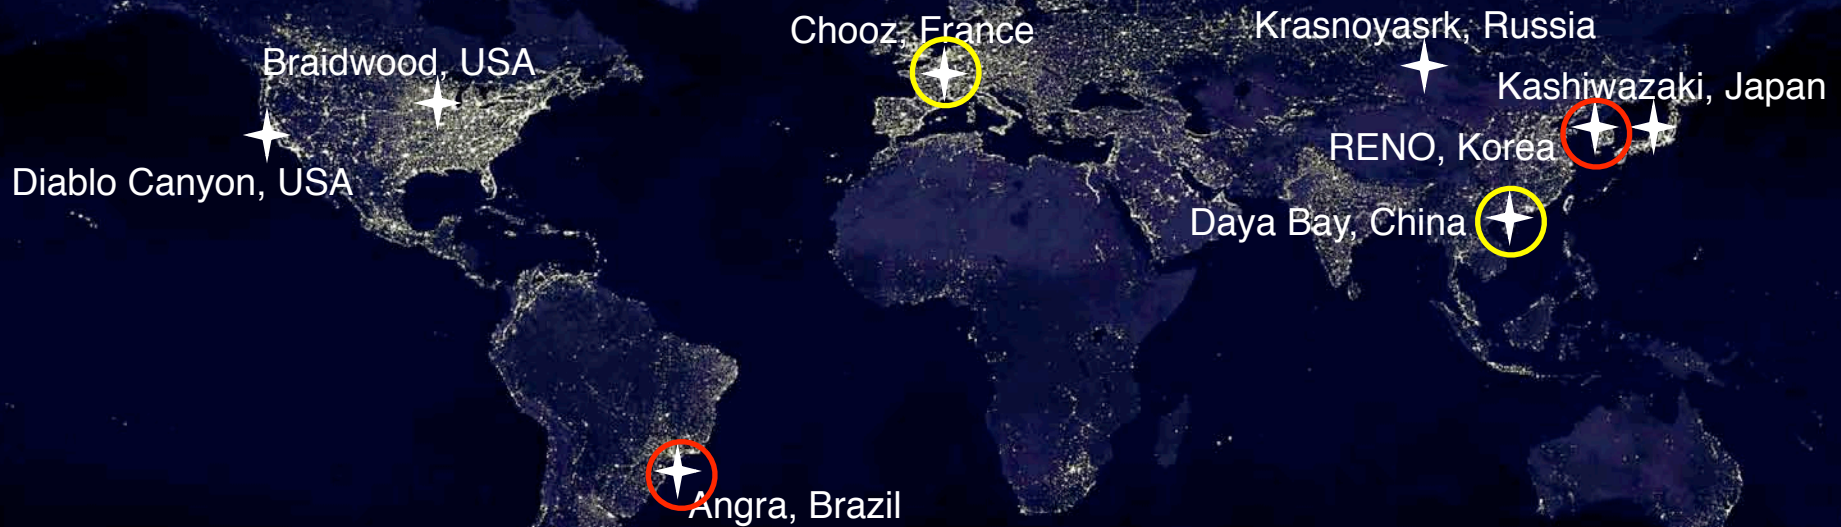 Chooz, France
Krasnoyasrk, Russia
Braidwood, USA
Kashiwazaki, Japan
RENO, Korea
Diablo Canyon, USA
Daya Bay, China
Angra, Brazil